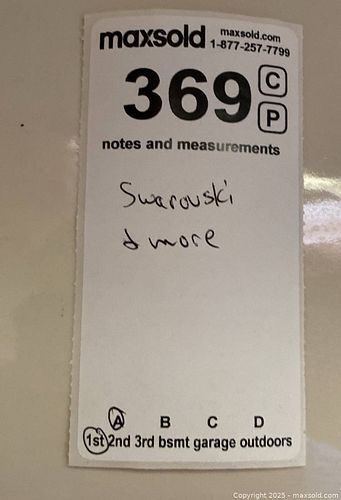 maxsold maxsold.com
1-877-257-7799
369 C
P
notes and measurements
Swarovski
& more
A B C D
1st 2nd 3rd bsmt garage outdoors
Copyright 2025 - maxsold.com